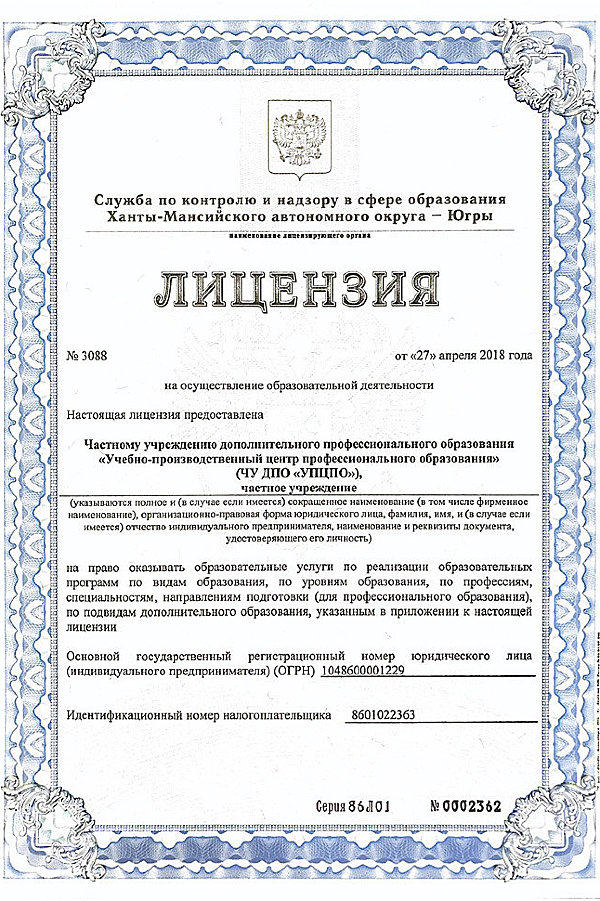 Служба по контролю и надзору в сфере образования
Ханты-Мансийского автономного округа – Югры
наименование лицензирующего органа
ЛИЦЕНЗИЯ
№ 3088 от «27» апреля 2018 года
на осуществление образовательной деятельности
Настоящая лицензия предоставлена
Частному учреждению дополнительного профессионального образования
«Учебно-производственный центр профессионального образования»
(ЧУ ДПО «УПЦПО»),
частное учреждение
(указываются полное и (в случае если имеется) сокращенное наименование (в том числе фирменное
наименование), организационно-правовая форма юридического лица, фамилия, имя, и (в случае если
имеется) отчество индивидуального предпринимателя, наименование и реквизиты документа,
удостоверяющего его личность)
на право оказывать образовательные услуги по реализации образовательных
программ по видам образования, по уровням образования, по профессиям,
специальностям, направлениям подготовки (для профессионального образования),
по подвидам дополнительного образования, указанным в приложении к настоящей
лицензии
Основной государственный регистрационный номер юридического лица
(индивидуального предпринимателя) (ОГРН) 1048600001229
Идентификационный номер налогоплательщика 8601022363
Серия 86Л01 № 0002362